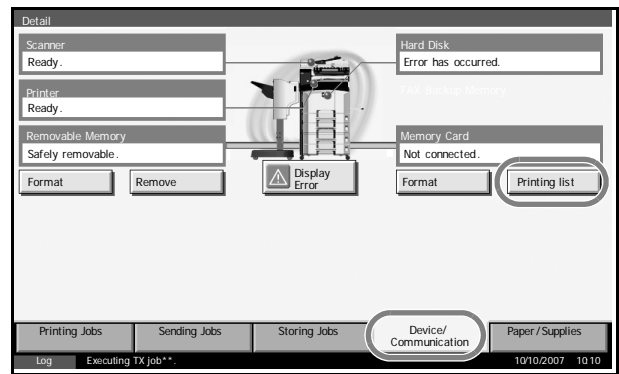 Detail
Scanner
Ready.
Hard Disk
Error has occurred.
Printer
Ready.
FAX Backup Memory
Removable Memory
Safely removable.
Memory Card
Not connected.
Format
Remove
Display
Error
Format
Printing list
Printing Jobs
Sending Jobs
Storing Jobs
Device/
Communication
Paper/Supplies
Log
Executing TX job**.
10/10/2007 10:10